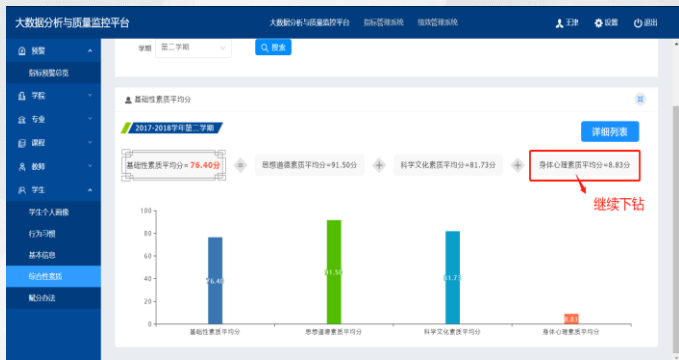 大数据分析与质量监控平台 大数据分析与质量监控平台 指标管理系统 绩效管理系统 王津 设置 退出
预警
指标预警总览
学院
专业
课程
教师
学生
学生个人画像
行为习惯
基本信息
综合性素质
赋分办法
学期 第二学期 搜索
基础性素质平均分
2017-2018学年第二学期
详细列表
基础性素质平均分= 76.40分 = 思想道德素质平均分=91.50分 + 科学文化素质平均分=81.73分 + 身体心理素质平均分=8.83分
继续下钻
100
80
60
40
20
0
76.40
91.50
81.73
8.83
基础性素质平均分 思想道德素质平均分 科学文化素质平均分 身体心理素质平均分